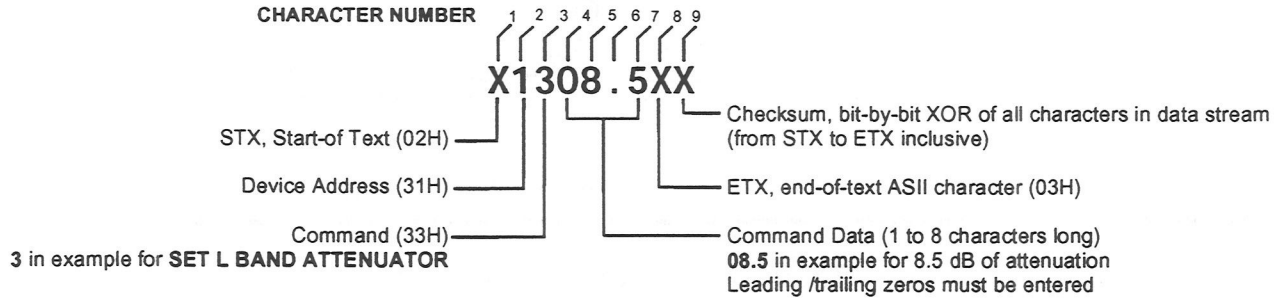 CHARACTER NUMBER 1 2 3 4 5 6 7 8 9
X1308.5XX
Checksum, bit-by-bit XOR of all characters in data stream
(from STX to ETX inclusive)
STX, Start-of Text (02H)
Device Address (31H)
ETX, end-of-text ASII character (03H)
Command (33H)
3 in example for SET L BAND ATTENUATOR
Command Data (1 to 8 characters long)
08.5 in example for 8.5 dB of attenuation
Leading /trailing zeros must be entered